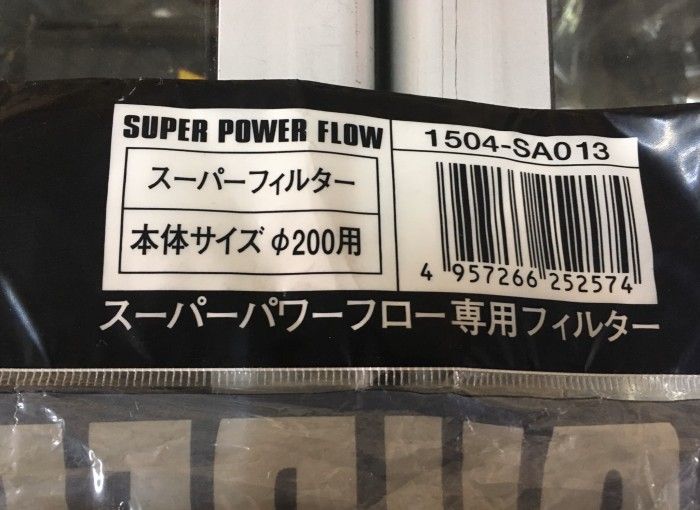 SUPER POWER FLOW
1504-SA013
スーパーフィルター
本体サイズ φ200用
4 957266 252574
スーパーパワーフロー専用フィルター